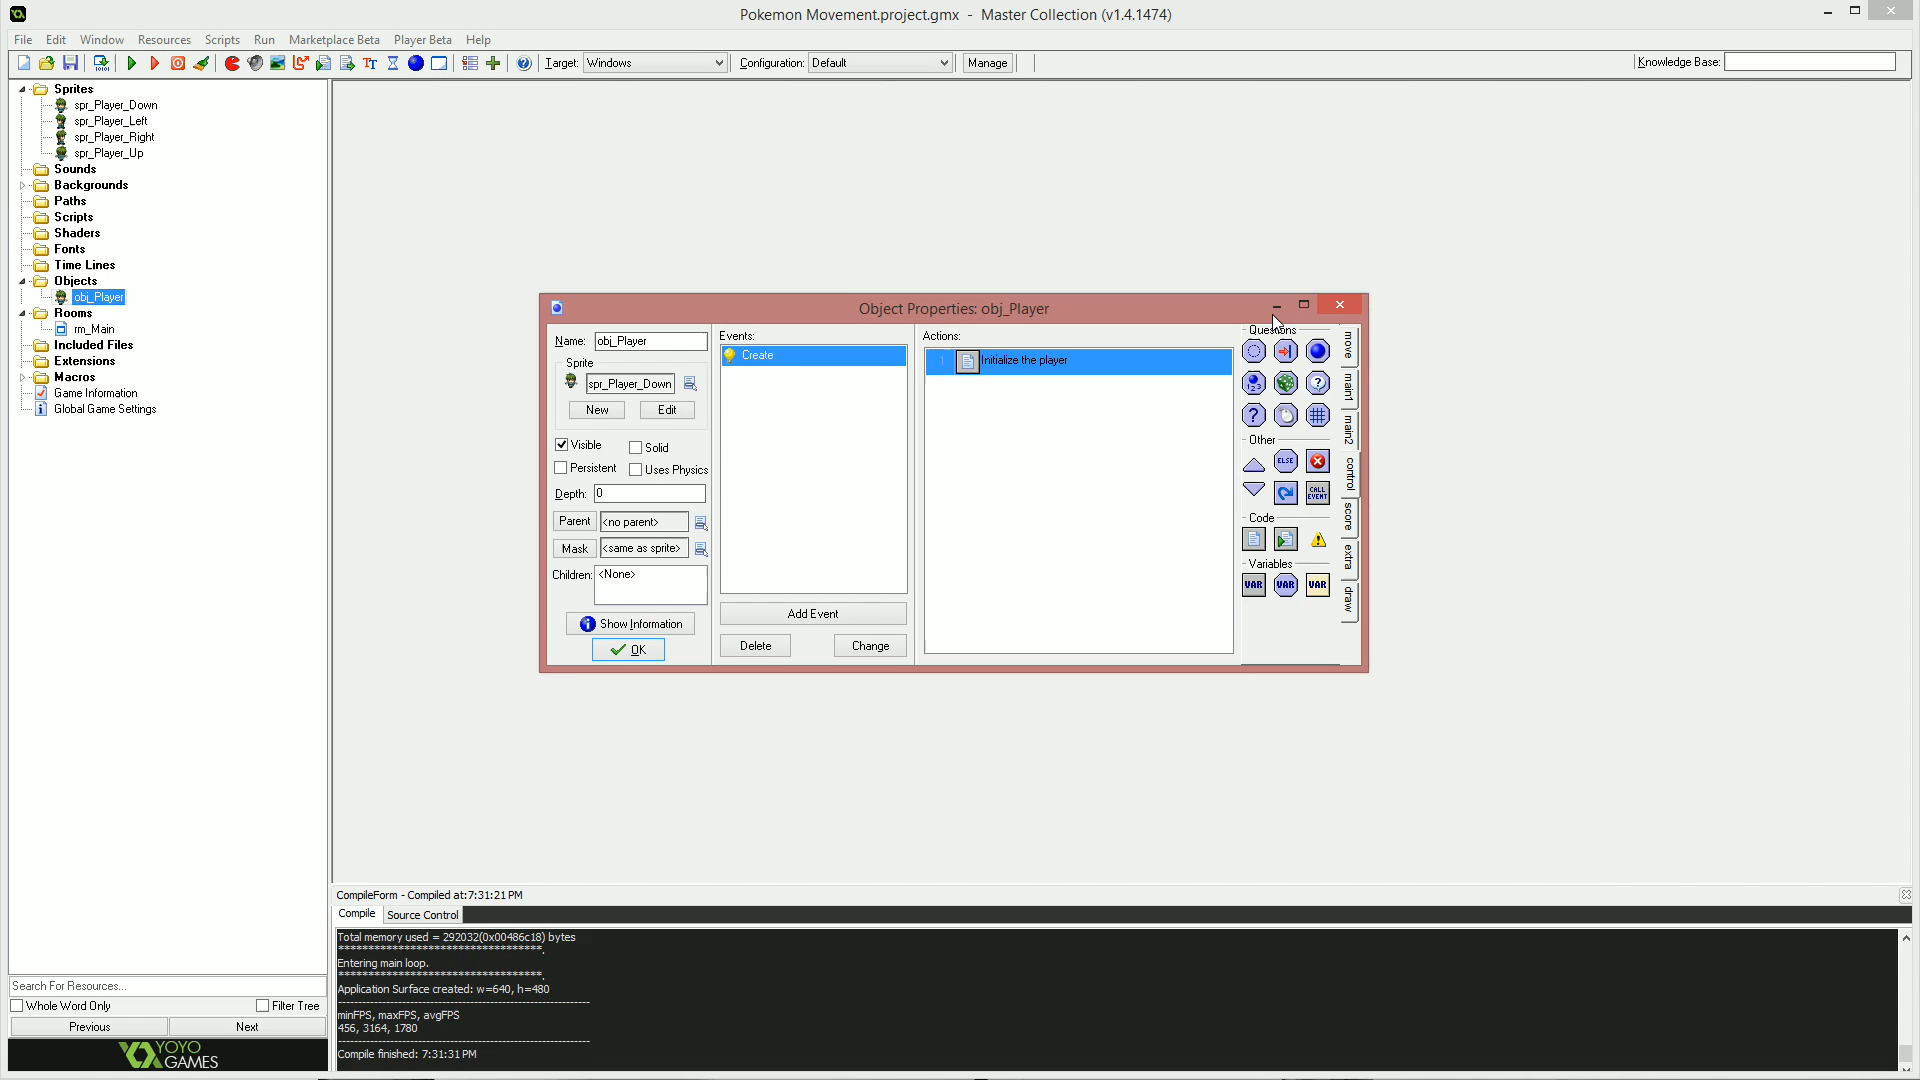 Pokemon Movement.project.gmx - Master Collection (v1.4.1474)
File Edit Window Resources Scripts Run Marketplace Beta Player Beta Help
Target: Windows Configuration: Default Manage Knowledge Base:
Sprites
spr_Player_Down
spr_Player_Left
spr_Player_Right
spr_Player_Up
Sounds
Backgrounds
Paths
Scripts
Shaders
Fonts
Time Lines
Objects
obj_Player
Rooms
rm_Main
Included Files
Extensions
Macros
Game Information
Global Game Settings
Search For Resources...
Whole Word Only Filter Tree
Previous Next
YOYO
GAMES
Object Properties: obj_Player
Name: obj_Player
Sprite
spr_Player_Down
New Edit
Visible Solid
Persistent Uses Physics
Depth: 0
Parent <no parent>
Mask <same as sprite>
Children: <None>
Show Information
OK
Events:
Create
Add Event
Delete Change
Actions:
1 Initialize the player
Questions
Other
ELSE
CALL
EVENT
Code
Variables
VAR VAR VAR
move
main1
main2
control
score
extra
draw
CompileForm - Compiled at:7:31:21 PM
Compile Source Control
Total memory used = 292032(0x00486c18) bytes
**********************************.
Entering main loop.
**********************************.
Application Surface created: w=640, h=480
------------------------------------------------------------
minFPS, maxFPS, avgFPS
456, 3164, 1780
------------------------------------------------------------
Compile finished: 7:31:31 PM